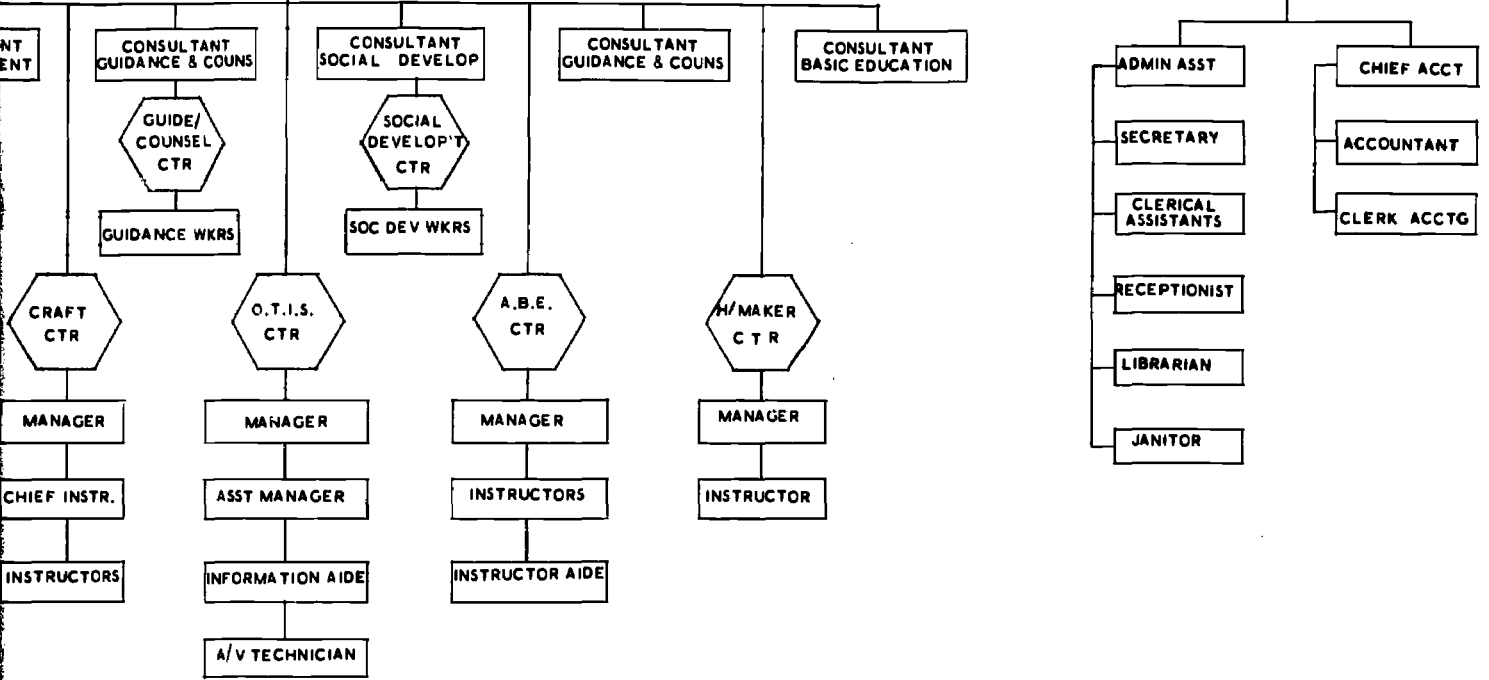 NT
ENT
CONSULTANT
GUIDANCE & COUNS
CONSULTANT
SOCIAL DEVELOP
CONSULTANT
GUIDANCE & COUNS
CONSULTANT
BASIC EDUCATION
ADMIN ASST
CHIEF ACCT
GUIDE/
COUNSEL
CTR
SOCIAL
DEVELOP'T
CTR
SECRETARY
ACCOUNTANT
GUIDANCE WKRS
SOC DEV WKRS
CLERICAL
ASSISTANTS
CLERK ACCTG
CRAFT
CTR
O.T.I.S.
CTR
A.B.E.
CTR
H/MAKER
CTR
RECEPTIONIST
LIBRARIAN
MANAGER
MANAGER
MANAGER
MANAGER
JANITOR
CHIEF INSTR.
ASST MANAGER
INSTRUCTORS
INSTRUCTOR
INSTRUCTORS
INFORMATION AIDE
INSTRUCTOR AIDE
A/V TECHNICIAN